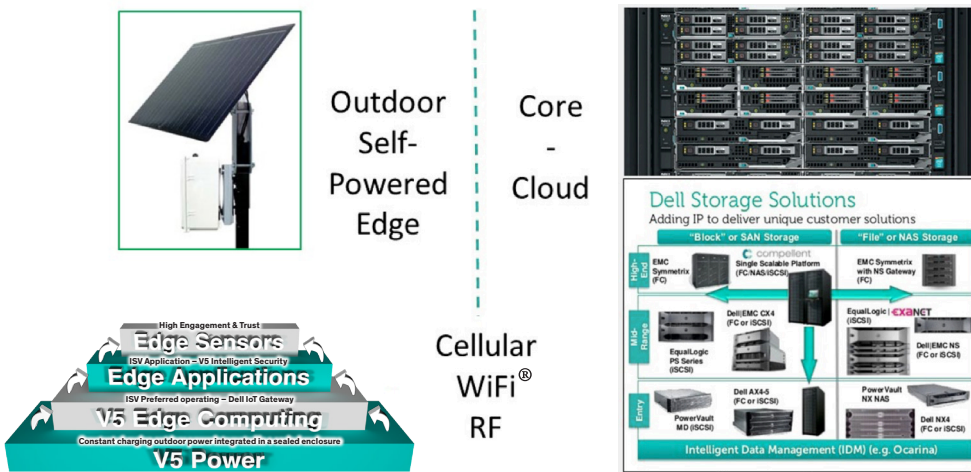 Outdoor
Self-
Powered
Edge
Core
-
Cloud
Cellular
WiFi®
RF
High Engagement & Trust
Edge Sensors
ISV Application – V5 Intelligent Security
Edge Applications
ISV Preferred operating – Dell IoT Gateway
V5 Edge Computing
Constant charging outdoor power integrated in a sealed enclosure
V5 Power
Dell Storage Solutions
Adding IP to deliver unique customer solutions
"Block" or SAN Storage
"File" or NAS Storage
High-
End
EMC
Symmetrix
(FC)
compellent
Single Scalable Platform
(FC/NAS/iSCSI)
EMC Symmetrix
with NS Gateway
(FC)
Mid-
Range
EqualLogic
PS Series
(iSCSI)
Dell|EMC CX4
(FC or iSCSI)
EqualLogic | exanet
(iSCSI)
Dell|EMC NS
(FC or iSCSI)
Entry
PowerVault
MD (iSCSI)
Dell AX4-5
(FC or iSCSI)
PowerVault
NX NAS
Dell NX4
(FC or iSCSI)
Intelligent Data Management (IDM) (e.g. Ocarina)